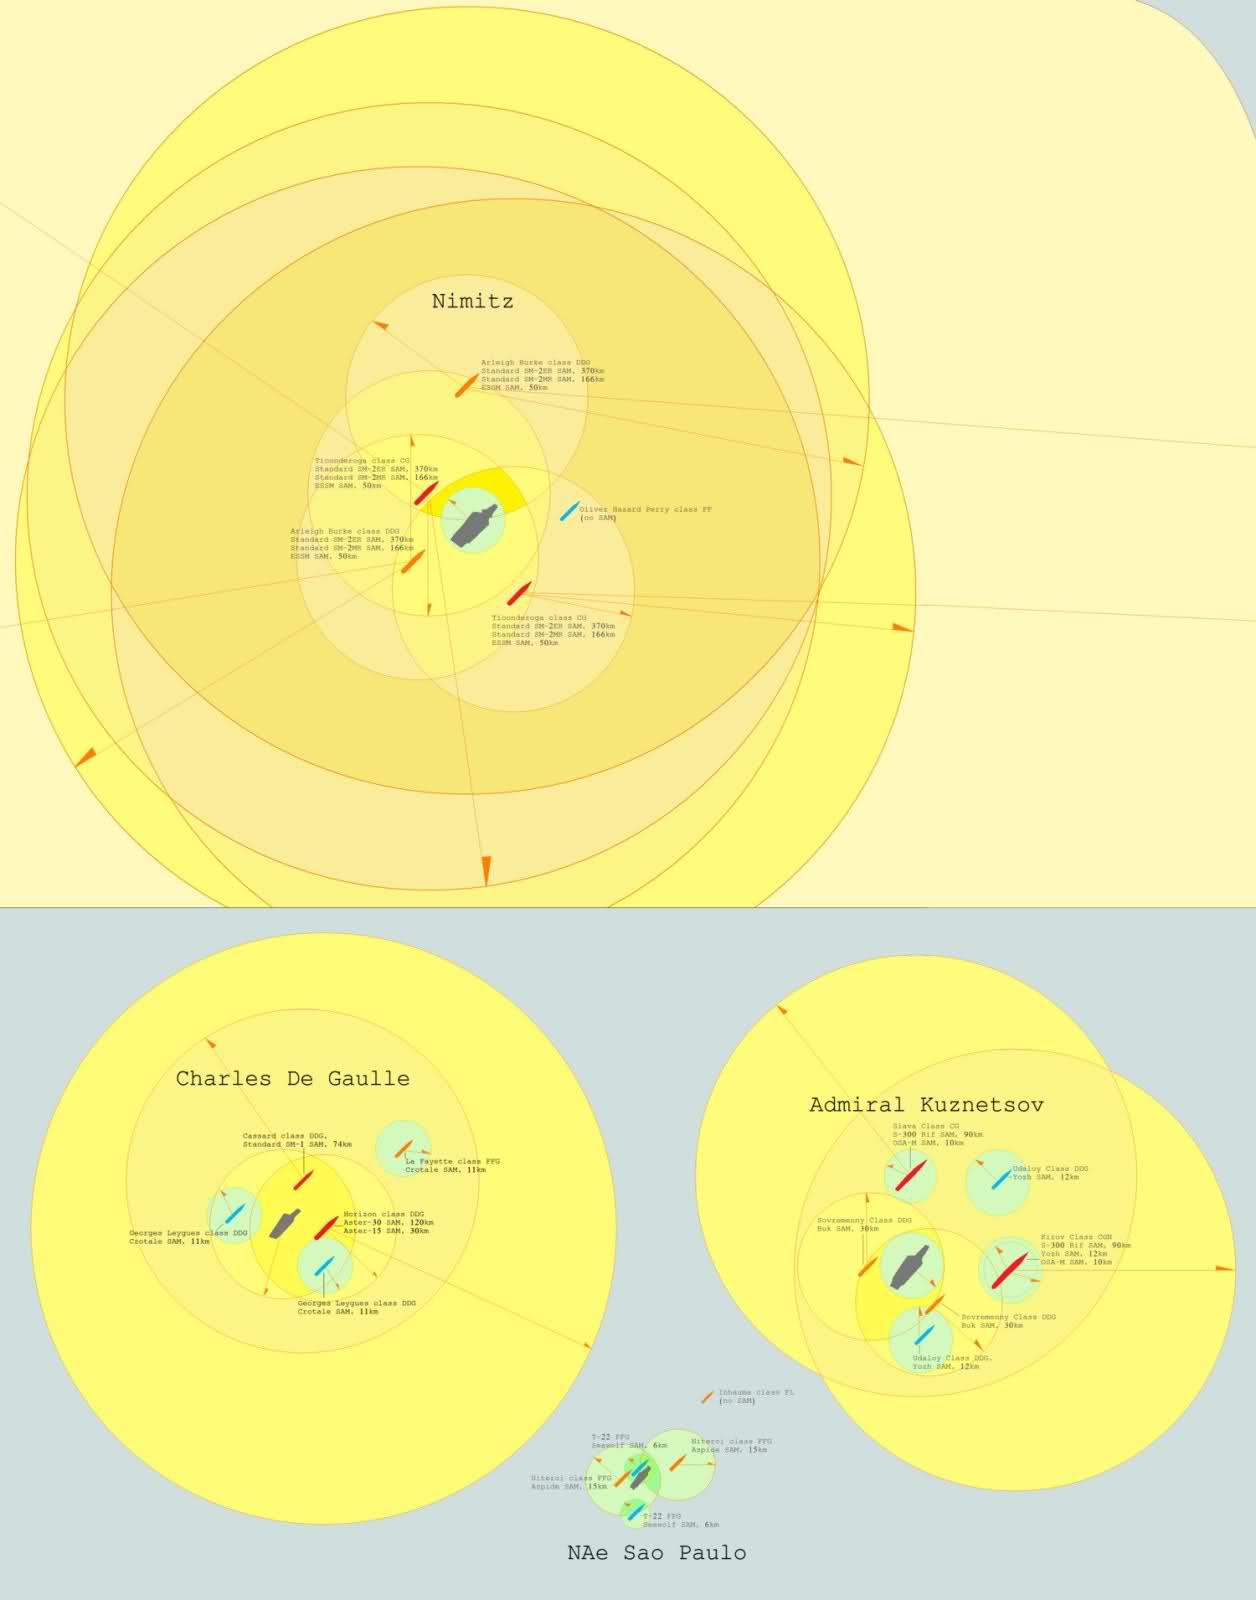 Nimitz
Arleigh Burke class DDG
Standard SM-2ER SAM, 370km
Standard SM-2MR SAM, 166km
ESSM SAM, 50km
Ticonderoga class CG
Standard SM-2ER SAM, 370km
Standard SM-2MR SAM, 166km
ESSM SAM, 50km
Oliver Hazard Perry class FF
(no SAM)
Arleigh Burke class DDG
Standard SM-2ER SAM, 370km
Standard SM-2MR SAM, 166km
ESSM SAM, 50km
Ticonderoga class CG
Standard SM-2ER SAM, 370km
Standard SM-2MR SAM, 166km
ESSM SAM, 50km
Charles De Gaulle
Cassard class DDG,
Standard SM-1 SAM, 74km
La Fayette class FFG
Crotale SAM, 11km
Georges Leygues class DDG
Crotale SAM, 11km
Horizon class DDG
Aster-30 SAM, 120km
Aster-15 SAM, 30km
Georges Leygues class DDG
Crotale SAM, 11km
Admiral Kuznetsov
Slava Class CG
S-300 Rif SAM, 90km
OSA-M SAM, 10km
Udaloy Class DDG
Yozh SAM, 12km
Sovremenny Class DDG
Buk SAM, 30km
Kirov Class CGN
S-300 Rif SAM, 90km
Yozh SAM, 12km
OSA-M SAM, 10km
Sovremenny Class DDG
Buk SAM, 30km
Udaloy Class DDG,
Yozh SAM, 12km
Inhauma class FL
(no SAM)
T-22 FFG
Seawolf SAM, 6km
Niteroi class FFG
Aspide SAM, 15km
Niteroi class FFG
Aspide SAM, 15km
T-22 FFG
Seawolf SAM, 6km
NAe Sao Paulo